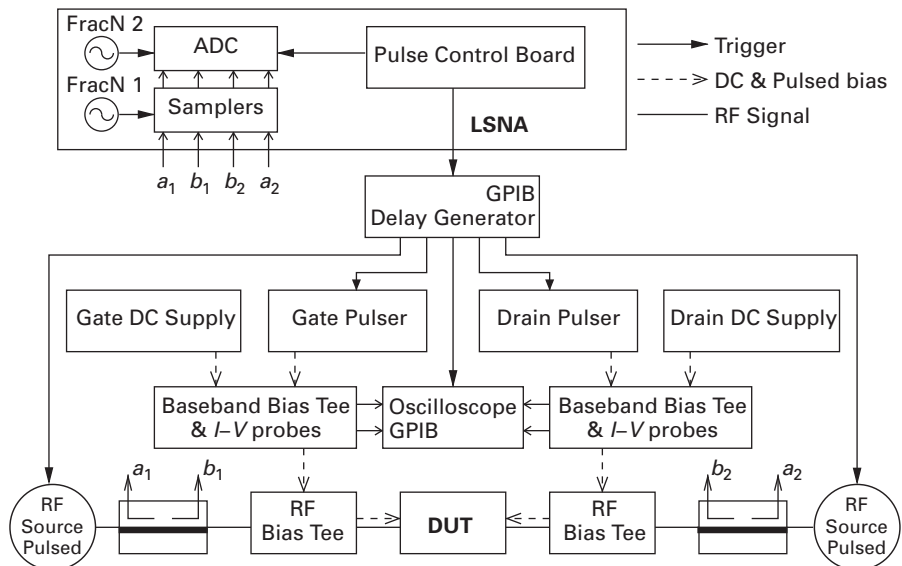 FracN 2
ADC
Pulse Control Board
Trigger
DC & Pulsed bias
RF Signal
FracN 1
Samplers
LSNA
a1 b1 b2 a2
GPIB
Delay Generator
Gate DC Supply
Gate Pulser
Drain Pulser
Drain DC Supply
Baseband Bias Tee
& I–V probes
Oscilloscope
GPIB
Baseband Bias Tee
& I–V probes
a1
b1
b2
a2
RF
Source
Pulsed
RF
Bias Tee
DUT
RF
Bias Tee
RF
Source
Pulsed